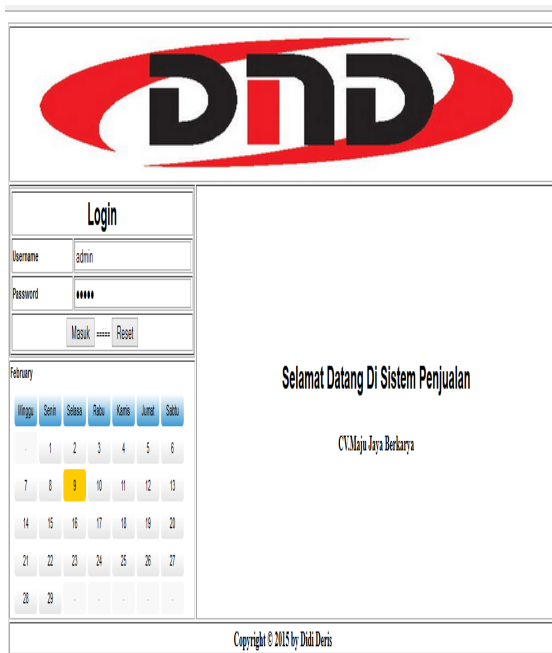 DND
Login
Username admin
Password •••••
Masuk ===== Reset
February
Minggu Senin Selasa Rabu Kamis Jumat Sabtu
- 1 2 3 4 5 6
7 8 9 10 11 12 13
14 15 16 17 18 19 20
21 22 23 24 25 26 27
28 29 - - - - -
Selamat Datang Di Sistem Penjualan
CV.Maju Jaya Berkarya
Copyright © 2015 by Didi Deris